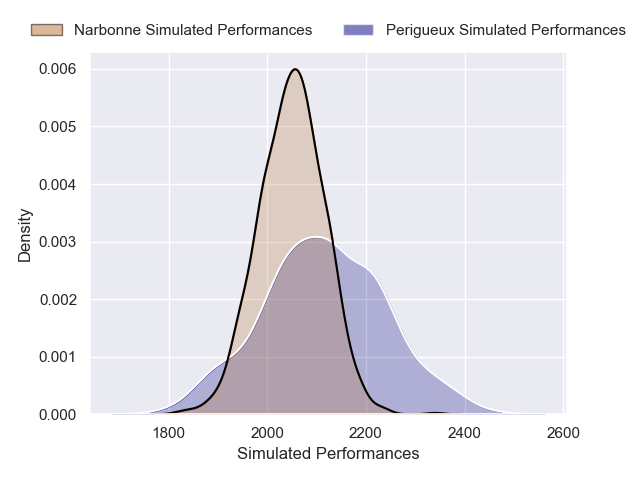 Narbonne Simulated Performances Perigueux Simulated Performances
0.006
0.005
0.004
0.003
0.002
0.001
0.000
Density
1800 2000 2200 2400 2600
Simulated Performances